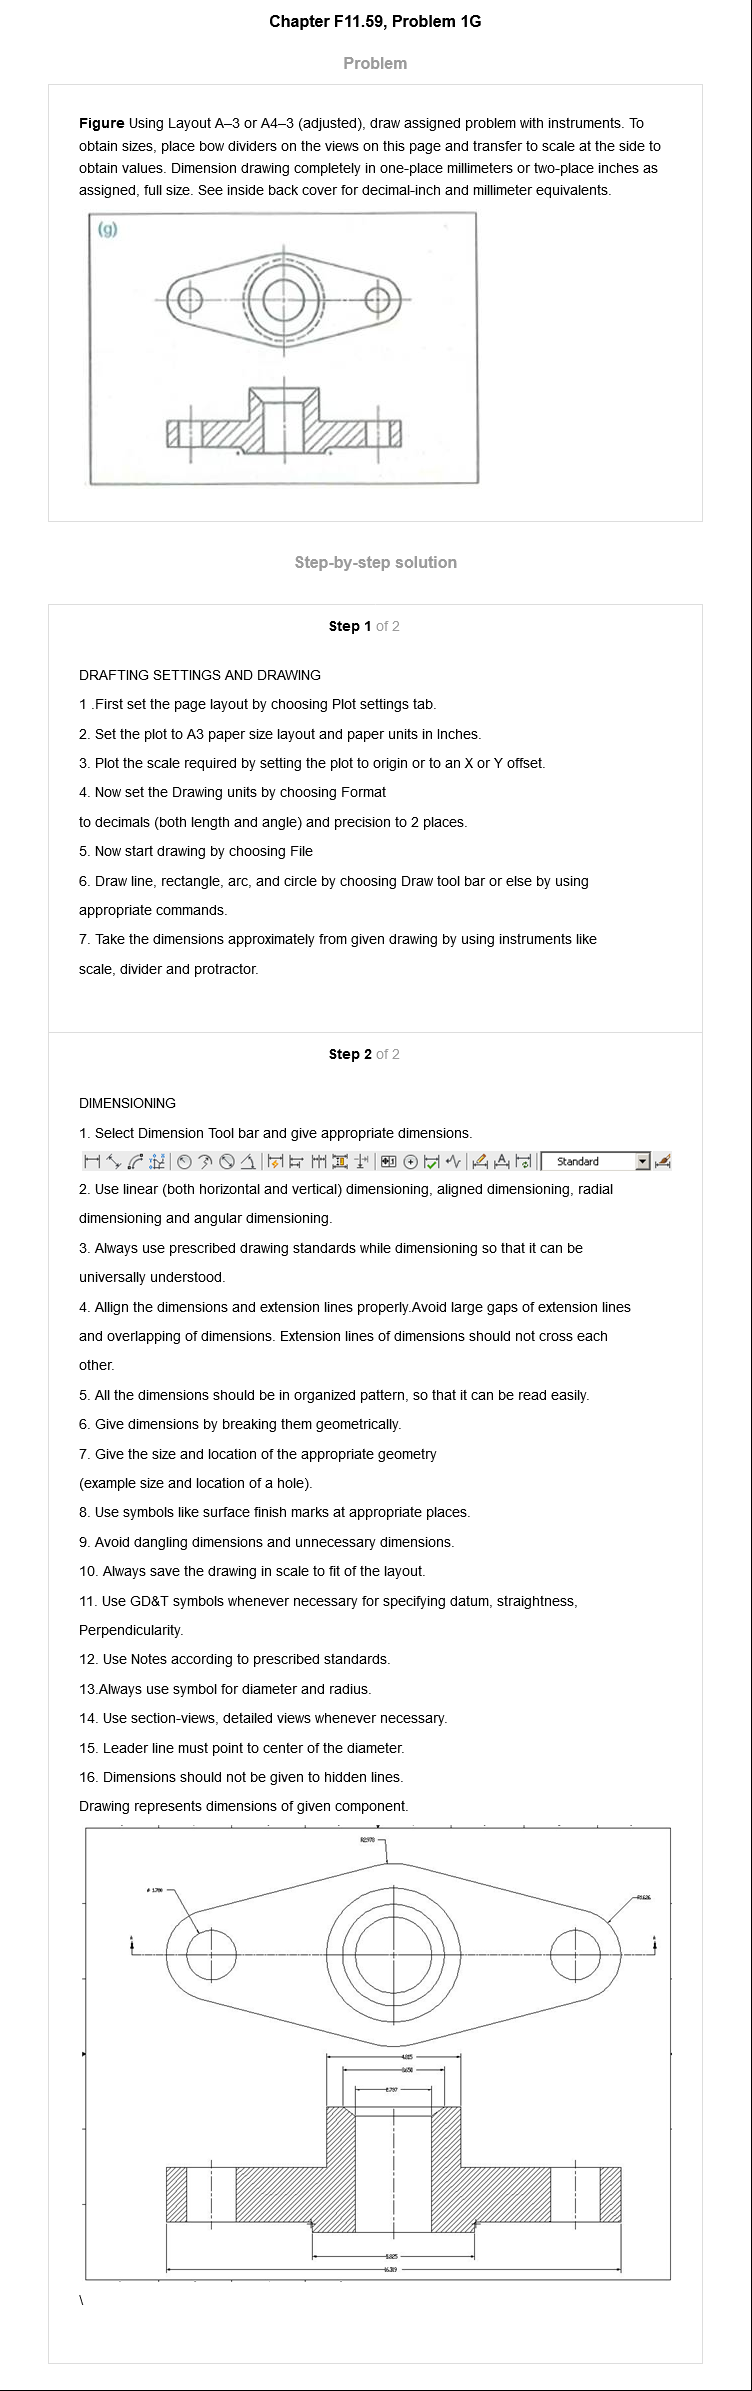 Chapter F11.59, Problem 1G
Problem
Figure Using Layout A–3 or A4–3 (adjusted), draw assigned problem with instruments. To
obtain sizes, place bow dividers on the views on this page and transfer to scale at the side to
obtain values. Dimension drawing completely in one-place millimeters or two-place inches as
assigned, full size. See inside back cover for decimal-inch and millimeter equivalents.
(g)
Step-by-step solution
Step 1 of 2
DRAFTING SETTINGS AND DRAWING
1 .First set the page layout by choosing Plot settings tab.
2. Set the plot to A3 paper size layout and paper units in Inches.
3. Plot the scale required by setting the plot to origin or to an X or Y offset.
4. Now set the Drawing units by choosing Format
to decimals (both length and angle) and precision to 2 places.
5. Now start drawing by choosing File
6. Draw line, rectangle, arc, and circle by choosing Draw tool bar or else by using
appropriate commands.
7. Take the dimensions approximately from given drawing by using instruments like
scale, divider and protractor.
Step 2 of 2
DIMENSIONING
1. Select Dimension Tool bar and give appropriate dimensions.
Standard
2. Use linear (both horizontal and vertical) dimensioning, aligned dimensioning, radial
dimensioning and angular dimensioning.
3. Always use prescribed drawing standards while dimensioning so that it can be
universally understood.
4. Allign the dimensions and extension lines properly.Avoid large gaps of extension lines
and overlapping of dimensions. Extension lines of dimensions should not cross each
other.
5. All the dimensions should be in organized pattern, so that it can be read easily.
6. Give dimensions by breaking them geometrically.
7. Give the size and location of the appropriate geometry
(example size and location of a hole).
8. Use symbols like surface finish marks at appropriate places.
9. Avoid dangling dimensions and unnecessary dimensions.
10. Always save the drawing in scale to fit of the layout.
11. Use GD&T symbols whenever necessary for specifying datum, straightness,
Perpendicularity.
12. Use Notes according to prescribed standards.
13.Always use symbol for diameter and radius.
14. Use section-views, detailed views whenever necessary.
15. Leader line must point to center of the diameter.
16. Dimensions should not be given to hidden lines.
Drawing represents dimensions of given component.
\